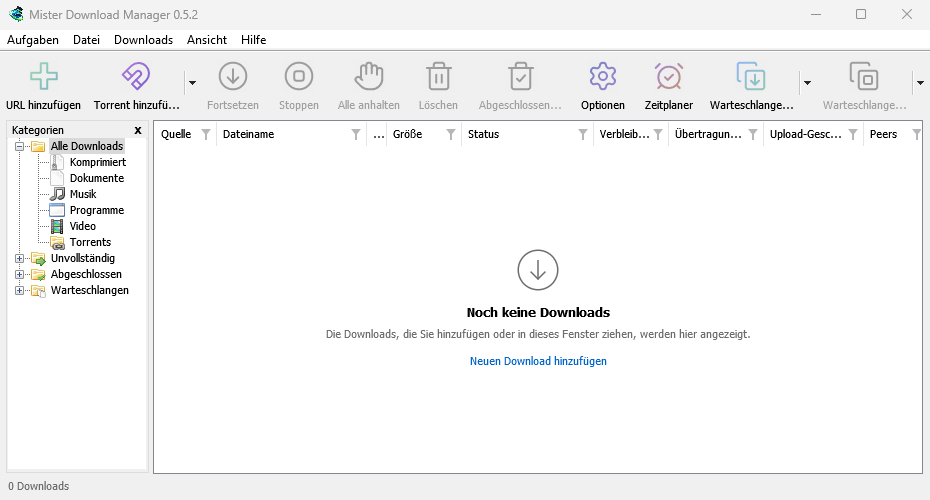 Mister Download Manager 0.5.2
Aufgaben Datei Downloads Ansicht Hilfe
URL hinzufügen Torrent hinzufü... Fortsetzen Stoppen Alle anhalten Löschen Abgeschlossen... Optionen Zeitplaner Warteschlange... Warteschlange...
Kategorien x
Alle Downloads
Komprimiert
Dokumente
Musik
Programme
Video
Torrents
Unvollständig
Abgeschlossen
Warteschlangen
Quelle Dateiname ... Größe Status Verbleib... Übertragun... Upload-Gesc... Peers
Noch keine Downloads
Die Downloads, die Sie hinzufügen oder in dieses Fenster ziehen, werden hier angezeigt.
Neuen Download hinzufügen
0 Downloads